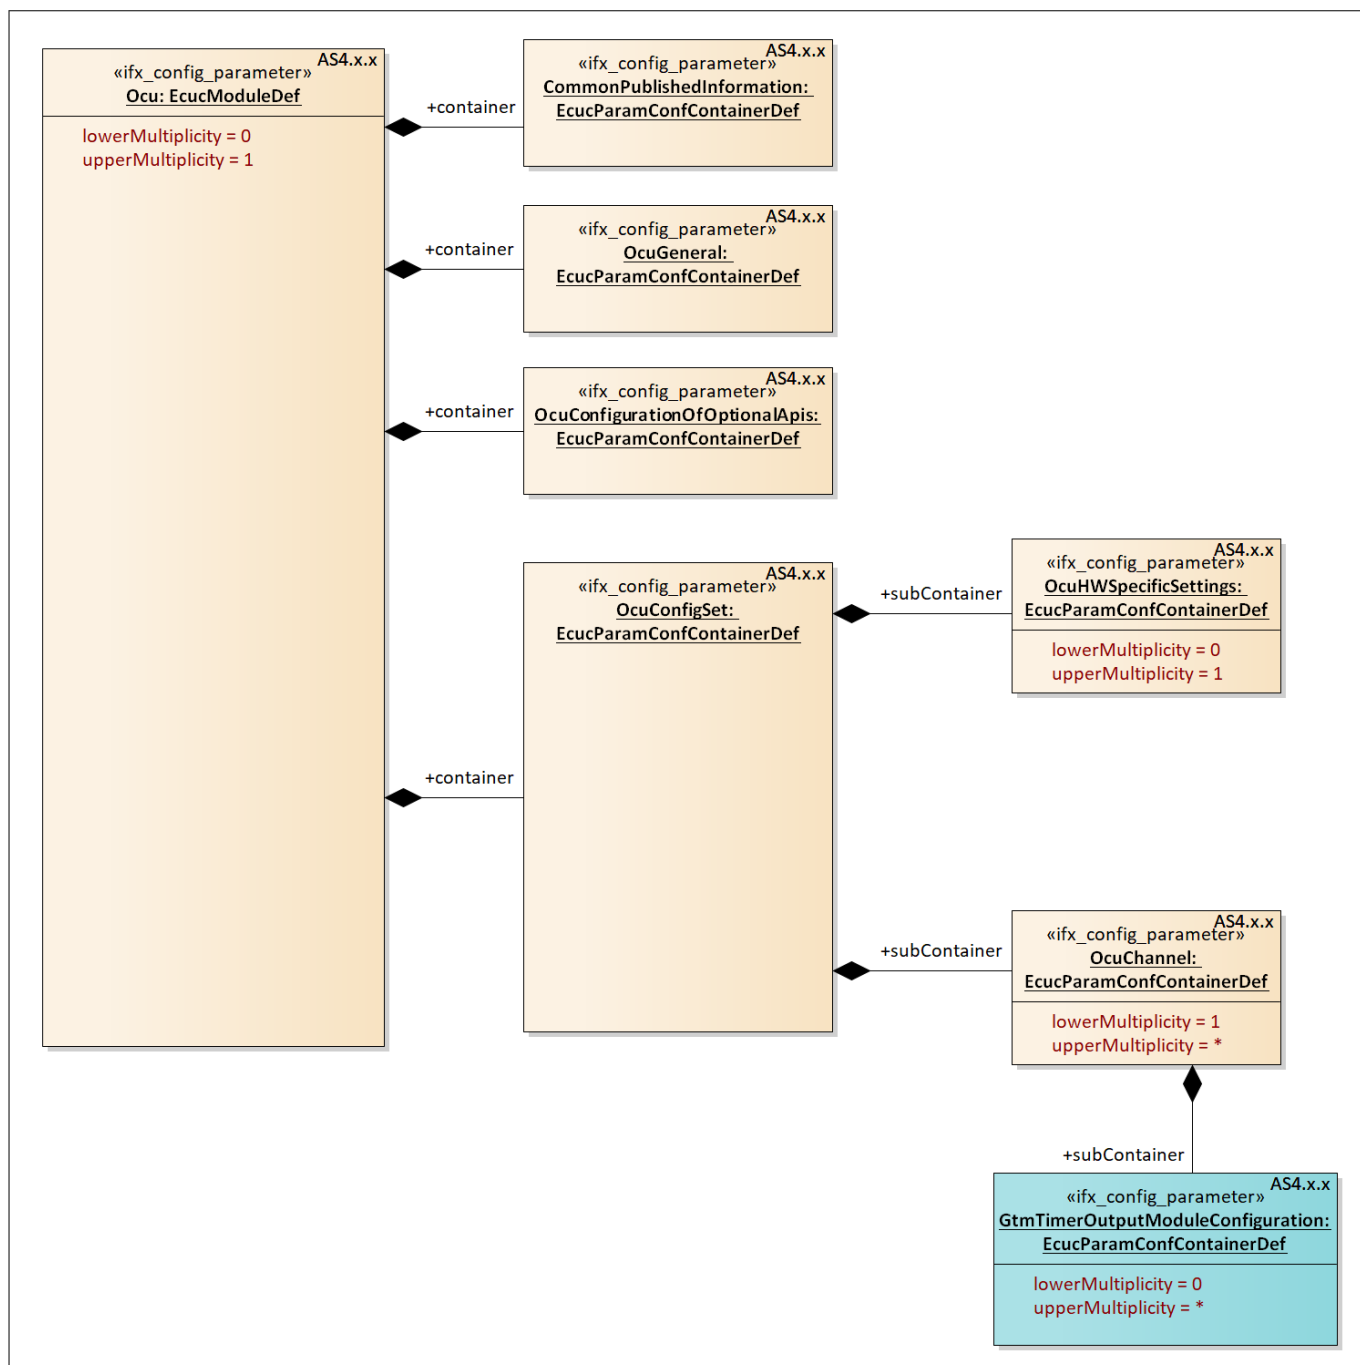 AS4.x.x
«ifx_config_parameter»
Ocu: EcucModuleDef
lowerMultiplicity = 0
upperMultiplicity = 1
+container
AS4.x.x
«ifx_config_parameter»
CommonPublishedInformation:
EcucParamConfContainerDef
+container
AS4.x.x
«ifx_config_parameter»
OcuGeneral:
EcucParamConfContainerDef
+container
AS4.x.x
«ifx_config_parameter»
OcuConfigurationOfOptionalApis:
EcucParamConfContainerDef
+container
AS4.x.x
«ifx_config_parameter»
OcuConfigSet:
EcucParamConfContainerDef
+subContainer
AS4.x.x
«ifx_config_parameter»
OcuHWSpecificSettings:
EcucParamConfContainerDef
lowerMultiplicity = 0
upperMultiplicity = 1
+subContainer
AS4.x.x
«ifx_config_parameter»
OcuChannel:
EcucParamConfContainerDef
lowerMultiplicity = 1
upperMultiplicity = *
+subContainer
AS4.x.x
«ifx_config_parameter»
GtmTimerOutputModuleConfiguration:
EcucParamConfContainerDef
lowerMultiplicity = 0
upperMultiplicity = *